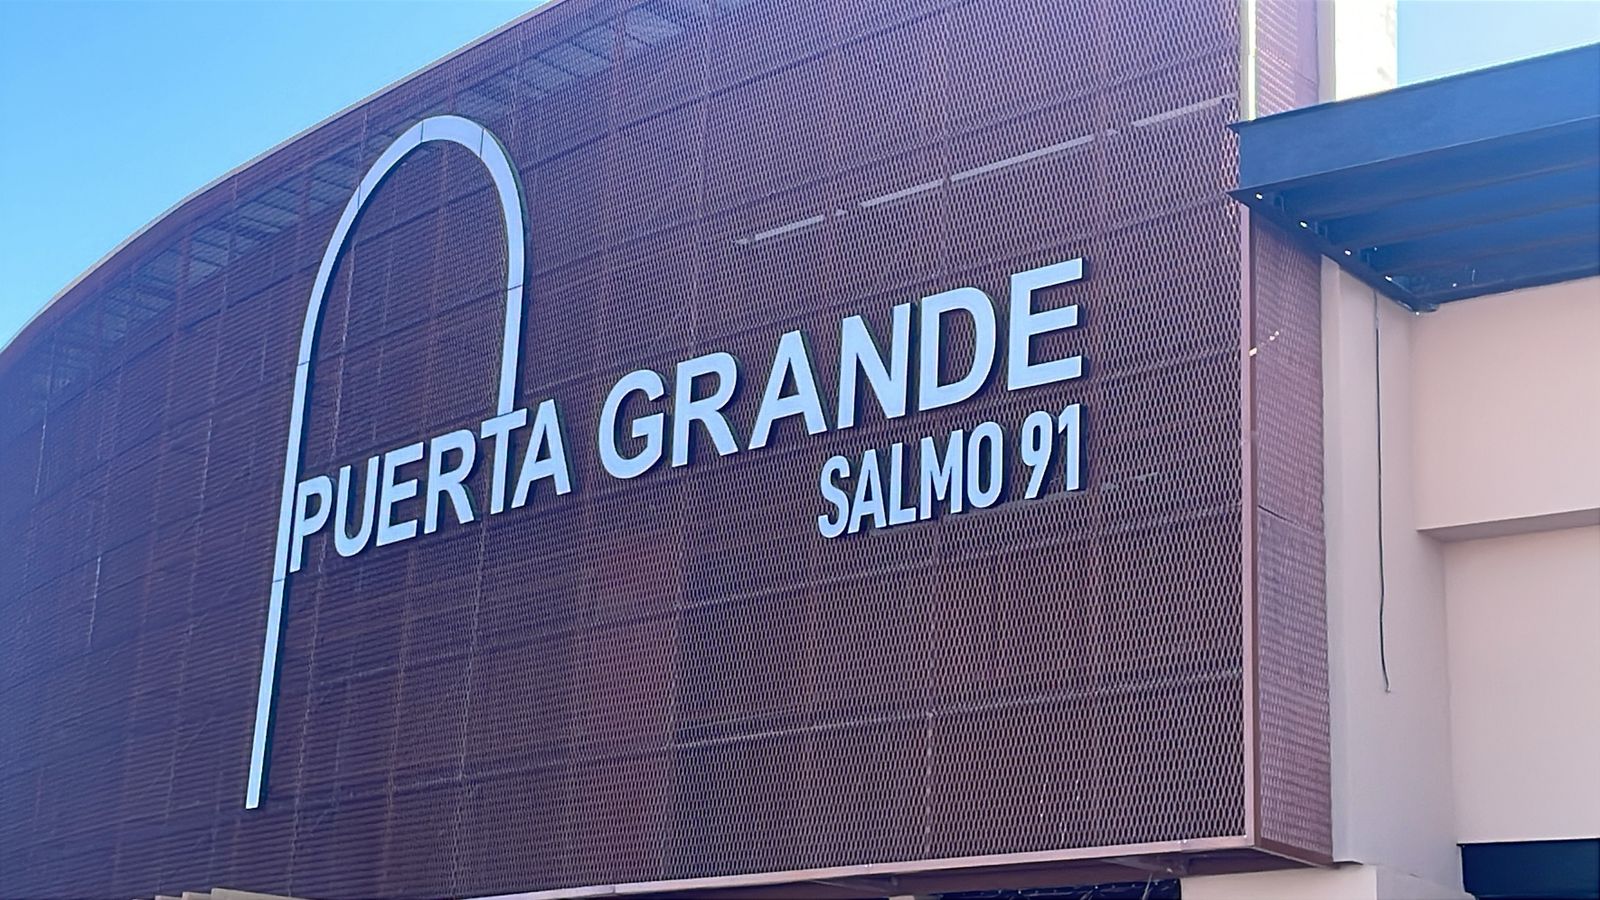 PUERTA GRANDE
SALMO 91